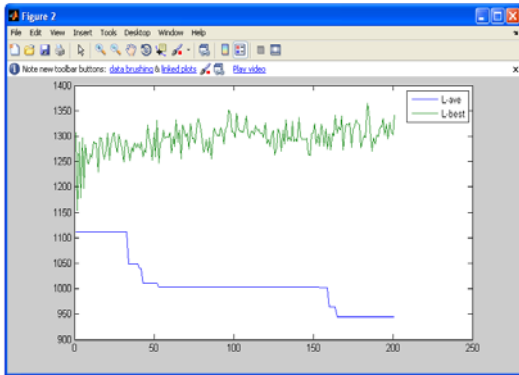 Figure 2
File Edit View Insert Tools Desktop Window Help
Note new toolbar buttons: data brushing & linked plots Play video x
1400
1350
1300
1250
1200
1150
1100
1050
1000
950
900
0 50 100 150 200 250
L-ave
L-best